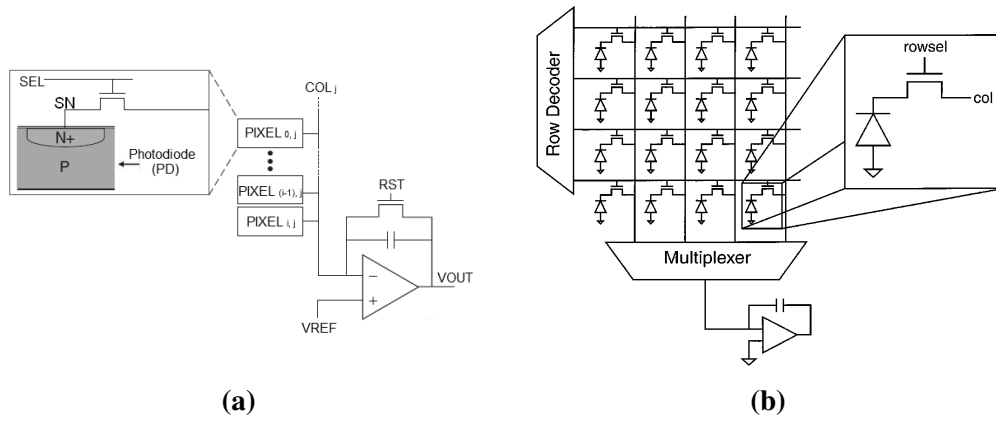 SEL
SN
N+
P
Photodiode
(PD)
COL j
PIXEL 0, j
PIXEL (i-1), j
PIXEL i, j
RST
VOUT
VREF
(a)
Row Decoder
rowsel
col
Multiplexer
(b)